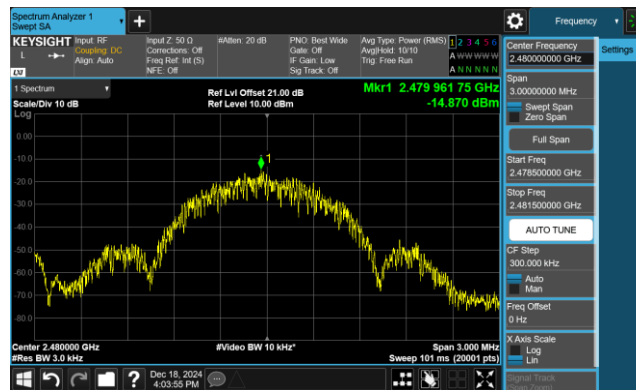 Spectrum Analyzer 1
Swept SA
+
Frequency
KEYSIGHT
L
Input: RF
Coupling: DC
Align: Auto
Input Z: 50 Ω
Corrections: Off
Freq Ref: Int (S)
NFE: Off
#Atten: 20 dB
PNO: Best Wide
Gate: Off
IF Gain: Low
Sig Track: Off
Avg Type: Power (RMS)
Avg|Hold: 10/10
Trig: Free Run
1 2 3 4 5 6
A W W W W W
A N N N N N
1 Spectrum
Scale/Div 10 dB
Log
Ref Lvl Offset 21.00 dB
Ref Level 10.00 dBm
Mkr1 2.479 961 75 GHz
-14.870 dBm
0.00
-10.0
-20.0
-30.0
-40.0
-50.0
-60.0
-70.0
-80.0
1
Center 2.480000 GHz
#Res BW 3.0 kHz
#Video BW 10 kHz*
Span 3.000 MHz
Sweep 101 ms (20001 pts)
Dec 18, 2024
4:03:55 PM
?
Center Frequency
2.480000000 GHz
Settings
Span
3.00000000 MHz
Swept Span
Zero Span
Full Span
Start Freq
2.478500000 GHz
Stop Freq
2.481500000 GHz
AUTO TUNE
CF Step
300.000 kHz
Auto
Man
Freq Offset
0 Hz
X Axis Scale
Log
Lin
Signal Track
(Span Zoom)